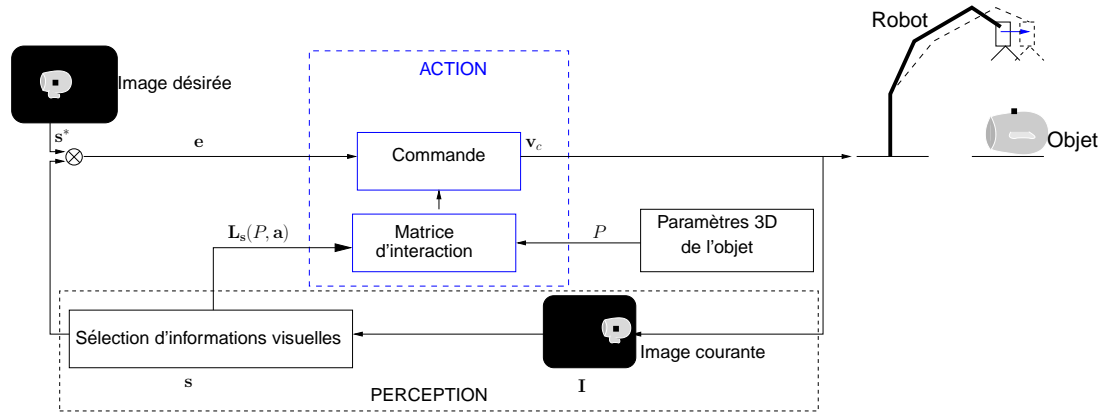 Robot
ACTION
Image désirée
s*
e
Commande
v_c
Objet
L_s(P, a)
Matrice
d'interaction
P
Paramètres 3D
de l'objet
Sélection d'informations visuelles
Image courante
s
I
PERCEPTION